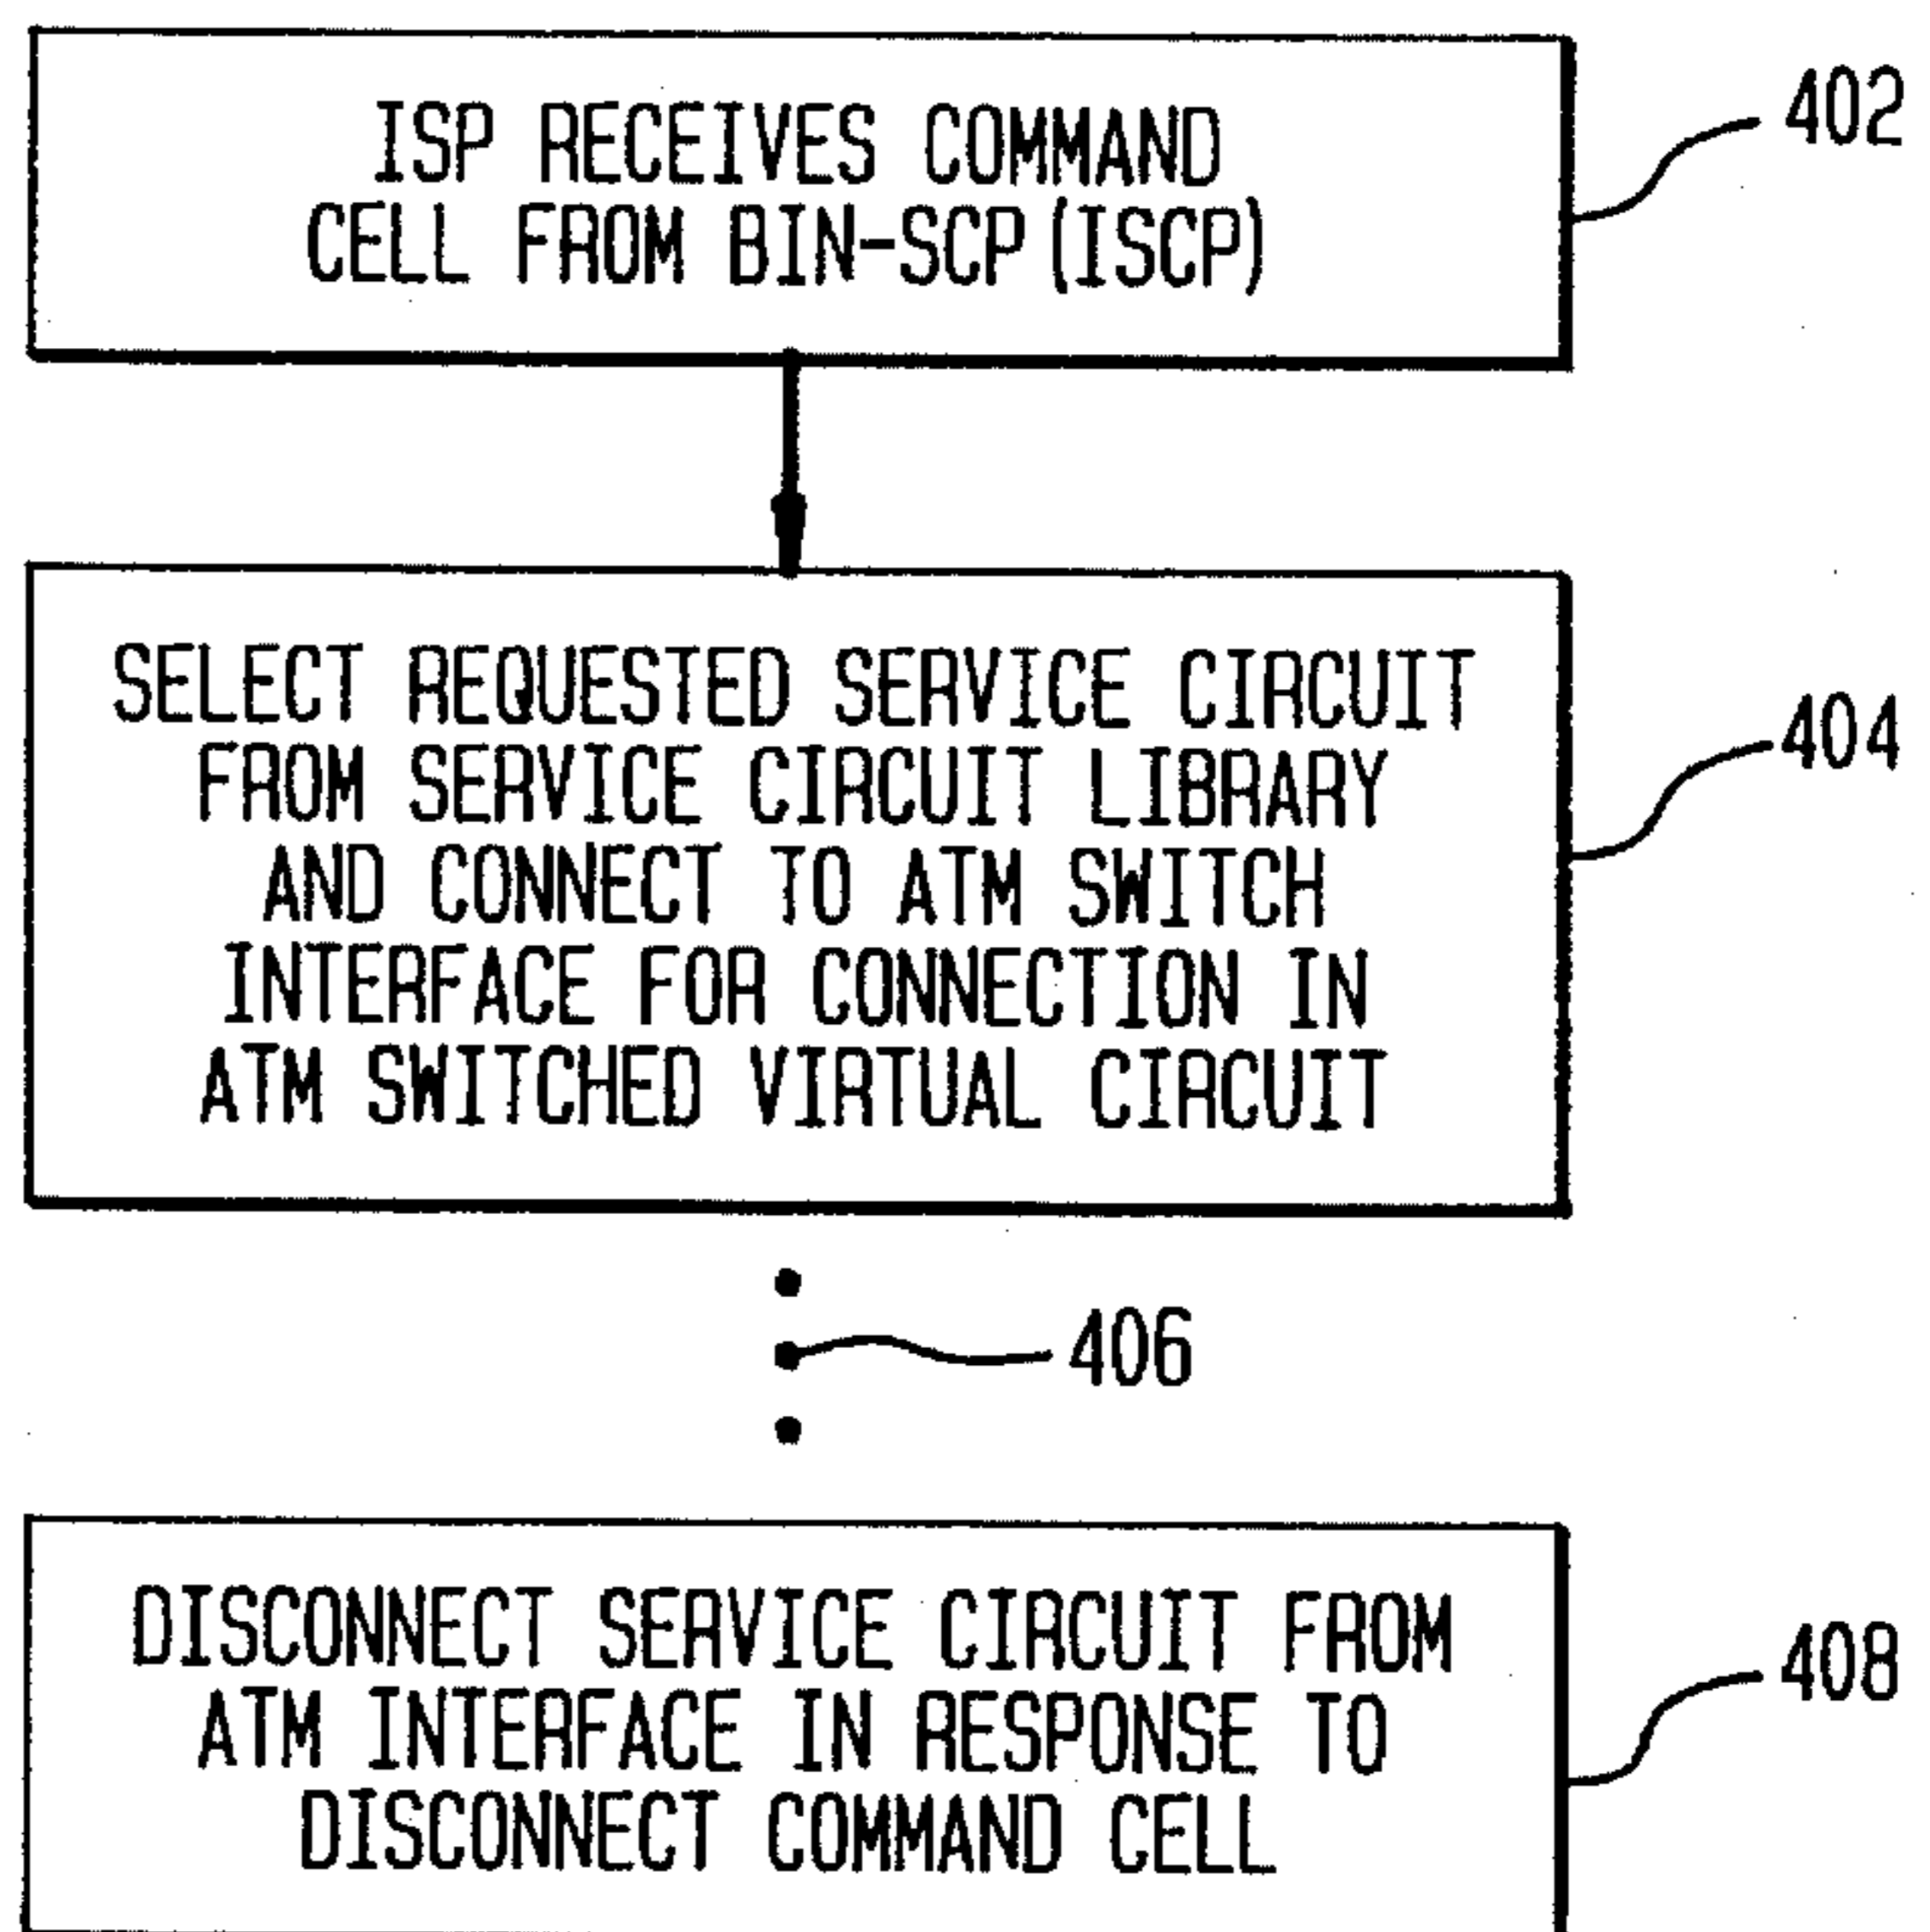 ISP RECEIVES COMMAND
CELL FROM BIN-SCP(ISCP)
402
SELECT REQUESTED SERVICE CIRCUIT
FROM SERVICE CIRCUIT LIBRARY
AND CONNECT TO ATM SWITCH
INTERFACE FOR CONNECTION IN
ATM SWITCHED VIRTUAL CIRCUIT
404
406
DISCONNECT SERVICE CIRCUIT FROM
ATM INTERFACE IN RESPONSE TO
DISCONNECT COMMAND CELL
408